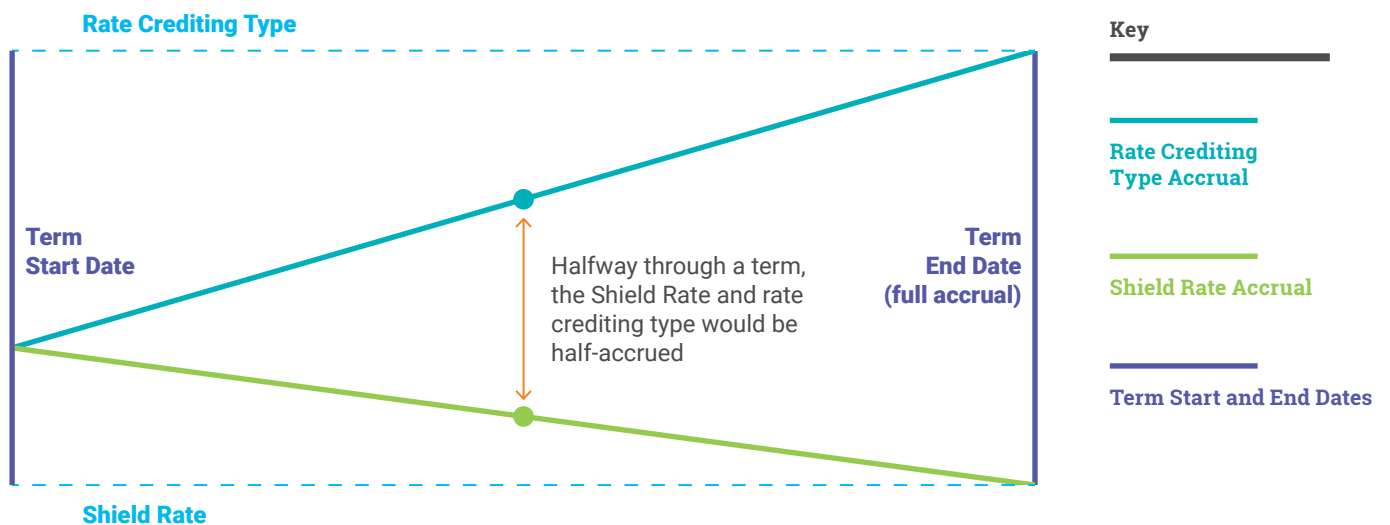 Rate Crediting Type
Term
Start Date
Halfway through a term,
the Shield Rate and rate
crediting type would be
half-accrued
Term
End Date
(full accrual)
Shield Rate
Key
Rate Crediting
Type Accrual
Shield Rate Accrual
Term Start and End Dates